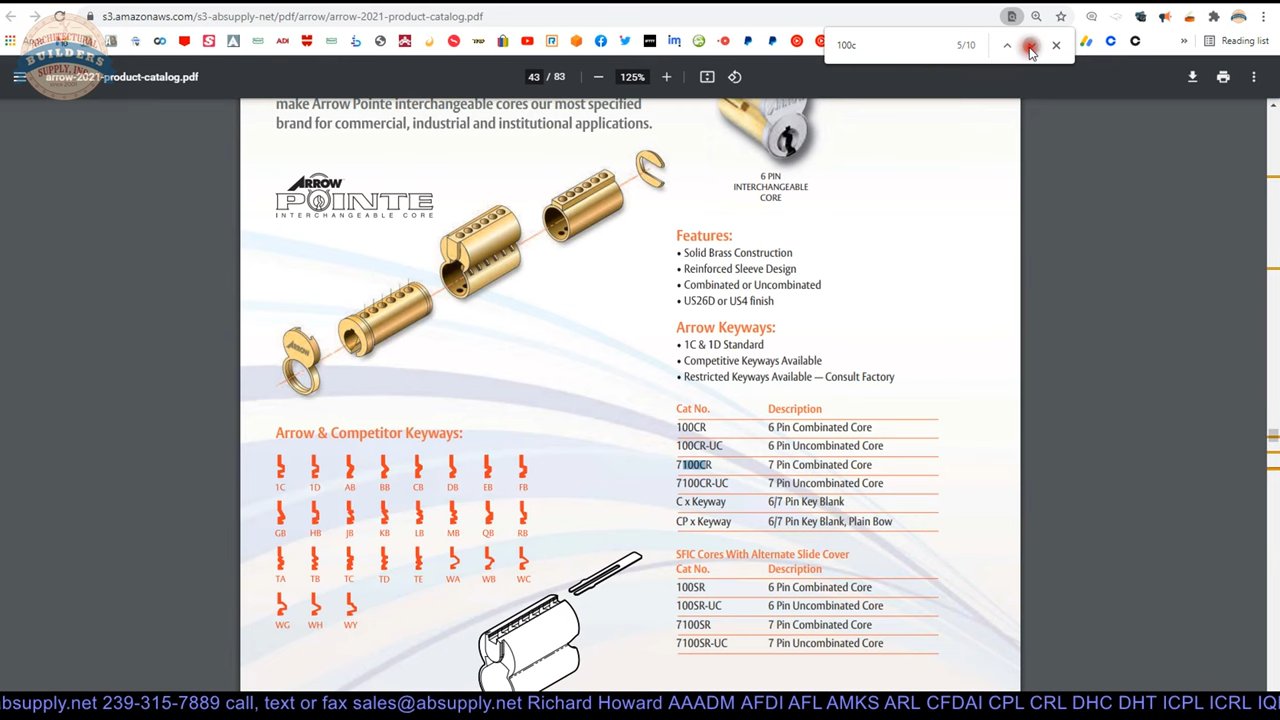 s3.amazonaws.com/s3-absupply-net/pdf/arrow/arrow-2021-product-catalog.pdf
Reading list
100c
5/10
ARCHITECTURAL
BUILDERS
SUPPLY, INC
arrow-2021-product-catalog.pdf
43 / 83
125%
make Arrow Pointe interchangeable cores our most specified
brand for commercial, industrial and institutional applications.
ARROW
POINTE
INTERCHANGEABLE CORE
ARROW
6 PIN
INTERCHANGEABLE
CORE
Features:
• Solid Brass Construction
• Reinforced Sleeve Design
• Combined or Uncombinated
• US26D or US4 finish
Arrow Keyways:
• 1C & 1D Standard
• Competitive Keyways Available
• Restricted Keyways Available — Consult Factory
Cat No. Description
100CR 6 Pin Combinated Core
100CR-UC 6 Pin Uncombinated Core
7100CR 7 Pin Combinated Core
7100CR-UC 7 Pin Uncombinated Core
C x Keyway 6/7 Pin Key Blank
CP x Keyway 6/7 Pin Key Blank, Plain Bow
SFIC Cores With Alternate Slide Cover
Cat No. Description
100SR 6 Pin Combinated Core
100SR-UC 6 Pin Uncombinated Core
7100SR 7 Pin Combinated Core
7100SR-UC 7 Pin Uncombinated Core
Arrow & Competitor Keyways:
1C 1D AB BB CB DB EB FB
GB HB JB KB LB MB QB RB
TA TB TC TD TE WA WB WC
WG WH WY
absupply.net 239-315-7889 call, text or fax sales@absupply.net Richard Howard AAADM AFDI AFL AMKS ARL CFDAI CPL CRL DHC DHT ICPL ICRL IQ